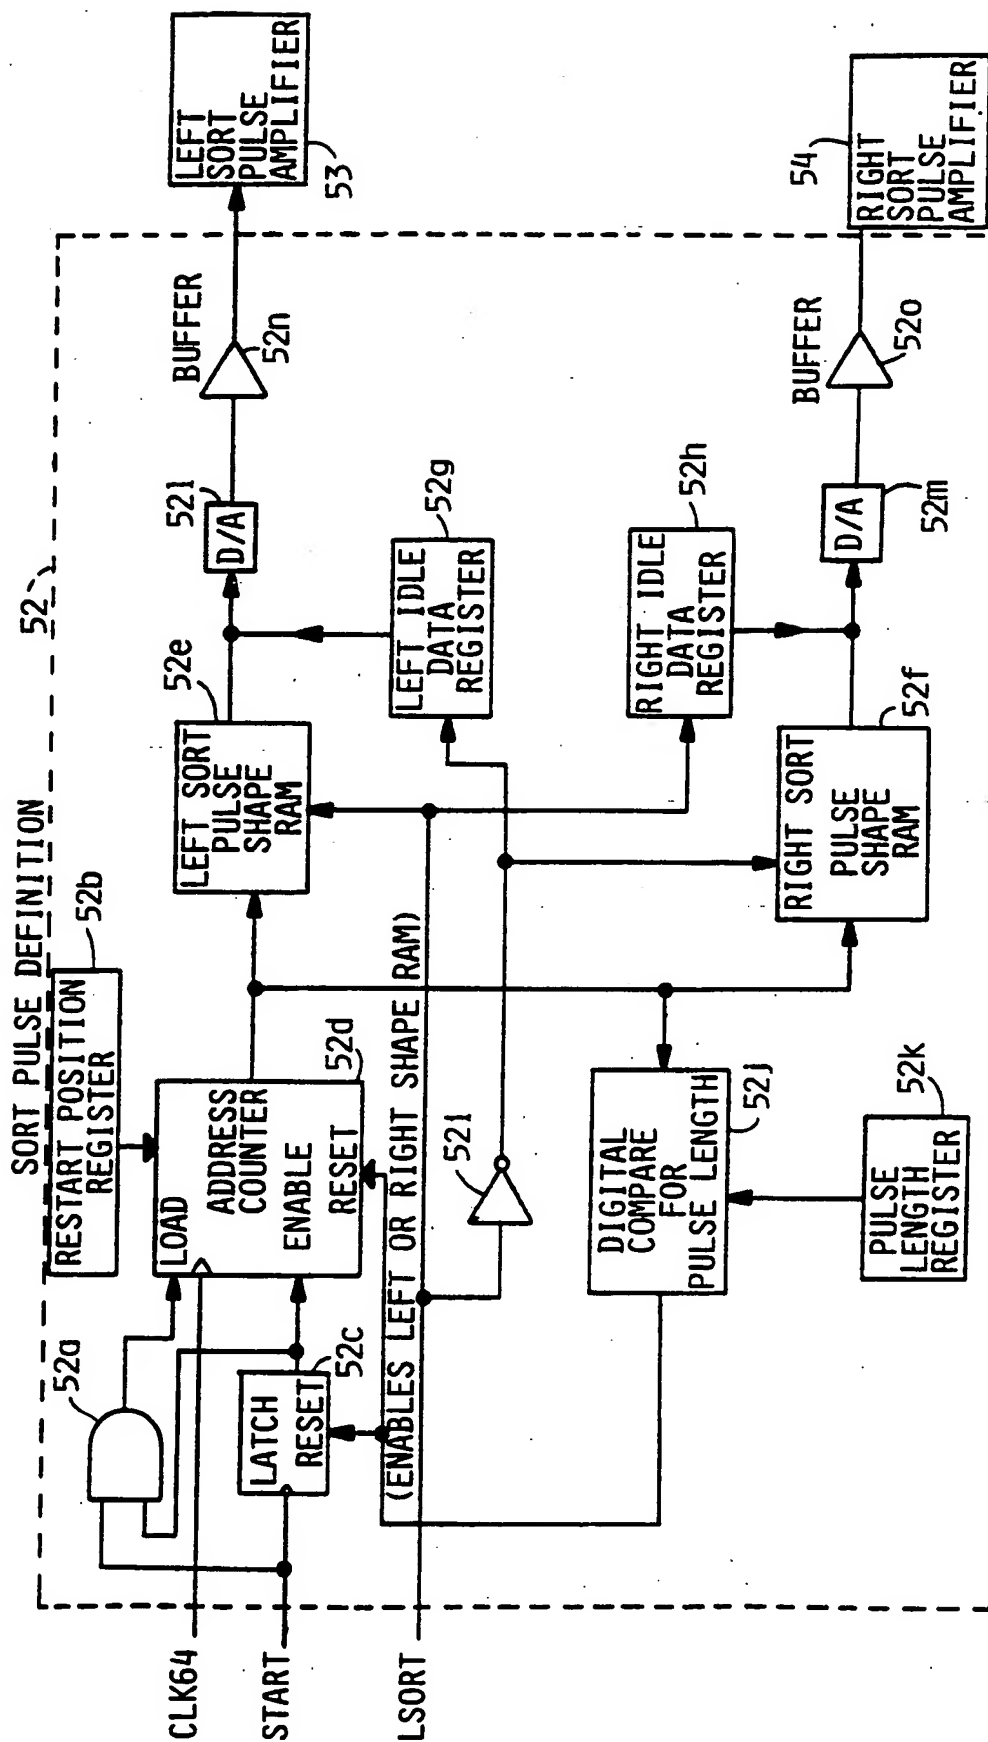 SORT PULSE DEFINITION
52
RESTART POSITION
REGISTER
52b
52a
LOAD
ADDRESS
COUNTER
ENABLE
RESET
52d
LATCH
RESET
52c
CLK64
START
LSORT
(ENABLES LEFT OR RIGHT SHAPE RAM)
LEFT SORT
PULSE
SHAPE
RAM
52e
D/A
52l
BUFFER
52n
LEFT
SORT
PULSE
AMPLIFIER
53
LEFT IDLE
DATA
REGISTER
52g
52i
RIGHT IDLE
DATA
REGISTER
52h
DIGITAL
COMPARE
FOR
PULSE LENGTH
52j
PULSE
LENGTH
REGISTER
52k
RIGHT SORT
PULSE
SHAPE
RAM
52f
D/A
52m
BUFFER
52o
RIGHT
SORT
PULSE
AMPLIFIER
54